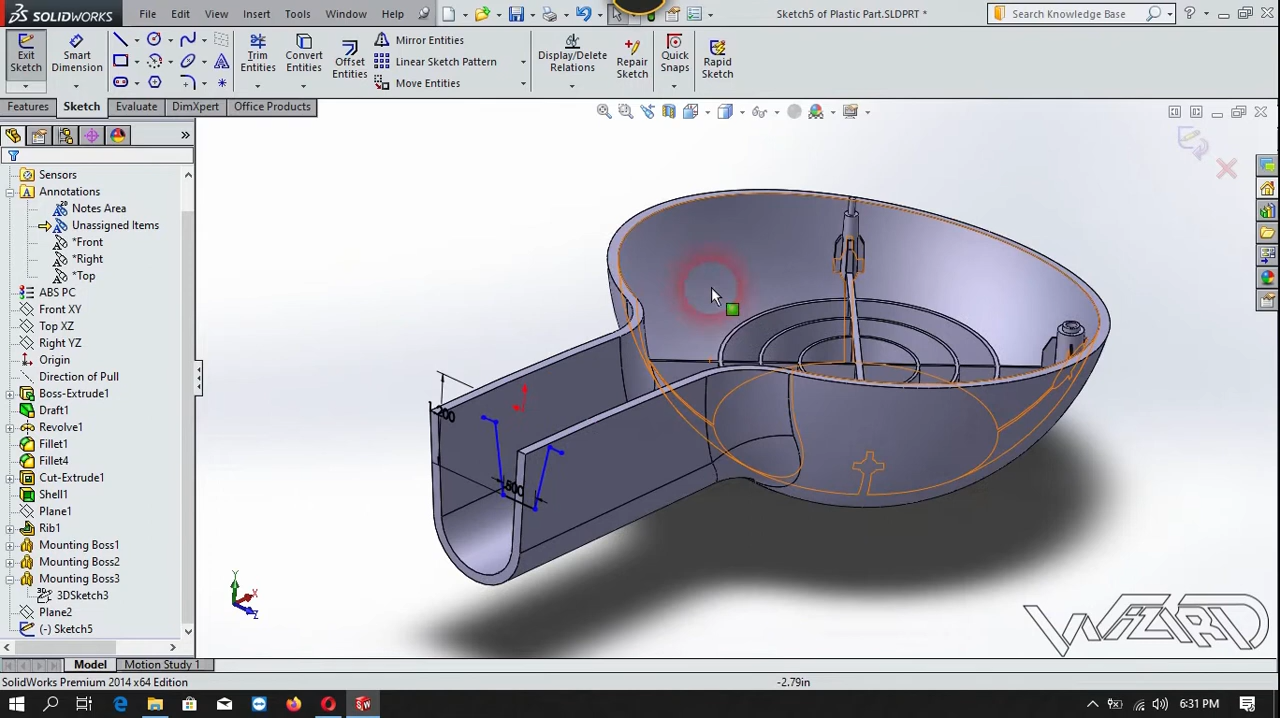 SOLIDWORKS File Edit View Insert Tools Window Help Sketch5 of Plastic Part.SLDPRT * Search Knowledge Base
Exit Sketch
Smart Dimension
Trim Entities
Convert Entities
Offset Entities
Mirror Entities
Linear Sketch Pattern
Move Entities
Display/Delete Relations
Repair Sketch
Quick Snaps
Rapid Sketch
Features Sketch Evaluate DimXpert Office Products
Sensors
Annotations
Notes Area
Unassigned Items
*Front
*Right
*Top
ABS PC
Front XY
Top XZ
Right YZ
Origin
Direction of Pull
Boss-Extrude1
Draft1
Revolve1
Fillet1
Fillet4
Cut-Extrude1
Shell1
Plane1
Rib1
Mounting Boss1
Mounting Boss2
Mounting Boss3
3DSketch3
Plane2
(-) Sketch5
Y
X
Z
WIZARD
Model Motion Study 1
SolidWorks Premium 2014 x64 Edition -2.79in
6:31 PM